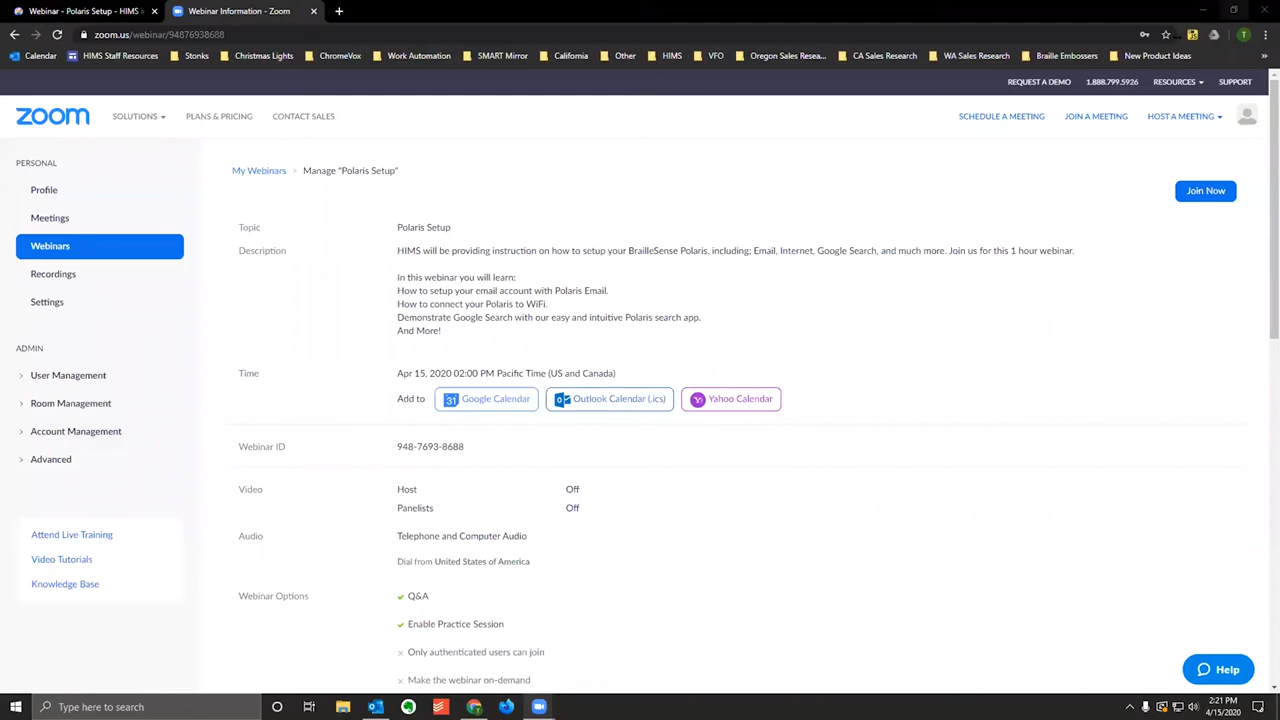 Webinar - Polaris Setup - HIMS is
Webinar Information - Zoom
zoom.us/webinar/94876938688
Calendar
HIMS Staff Resources
Stonks
Christmas Lights
ChromeVox
Work Automation
SMART Mirror
California
Other
HIMS
VFO
Oregon Sales Resea...
CA Sales Research
WA Sales Research
Braille Embossers
New Product Ideas
REQUEST A DEMO
1.888.799.5926
RESOURCES
SUPPORT
zoom
SOLUTIONS
PLANS & PRICING
CONTACT SALES
SCHEDULE A MEETING
JOIN A MEETING
HOST A MEETING
PERSONAL
Profile
Meetings
Webinars
Recordings
Settings
ADMIN
User Management
Room Management
Account Management
Advanced
Attend Live Training
Video Tutorials
Knowledge Base
My Webinars > Manage "Polaris Setup"
Join Now
Topic Polaris Setup
Description HIMS will be providing instruction on how to setup your BrailleSense Polaris, including; Email, Internet, Google Search, and much more. Join us for this 1 hour webinar.
In this webinar you will learn:
How to setup your email account with Polaris Email.
How to connect your Polaris to WiFi.
Demonstrate Google Search with our easy and intuitive Polaris search app.
And More!
Time Apr 15, 2020 02:00 PM Pacific Time (US and Canada)
Add to 31 Google Calendar Outlook Calendar (.ics) Yahoo Calendar
Webinar ID 948-7693-8688
Video Host Off
Panelists Off
Audio Telephone and Computer Audio
Dial from United States of America
Webinar Options Q&A
Enable Practice Session
Only authenticated users can join
Make the webinar on-demand
Help
Type here to search
2:21 PM
4/15/2020